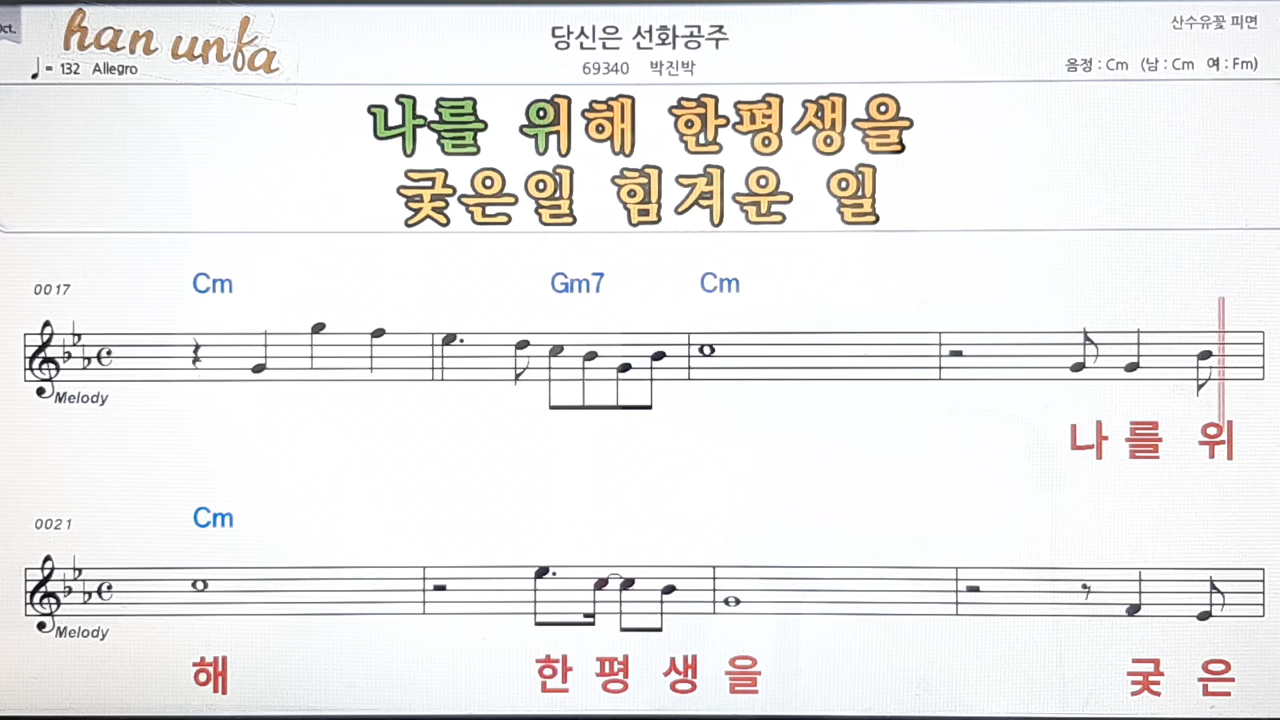 Oct.
han unfa
당신은 선화공주
산수유꽃 피면
♩= 132 Allegro
69340 박진박
음정 : Cm (남 : Cm 여 : Fm)
나를 위해 한평생을
궂은일 힘겨운 일
0017 Cm Gm7 Cm
Melody
나 를 위
0021 Cm
Melody
해 한 평 생 을 궂 은